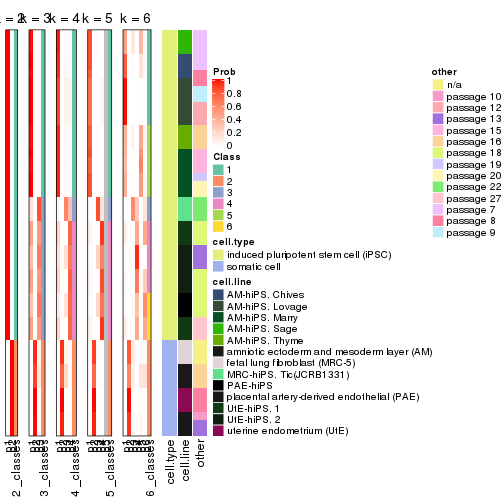 k = 2
k = 3
k = 4
k = 5
k = 6
Prob
1
0.8
0.6
0.4
0.2
0
Class
1
2
3
4
5
6
cell.type
induced pluripotent stem cell (iPSC)
somatic cell
cell.line
AM-hiPS. Chives
AM-hiPS. Lovage
AM-hiPS. Marry
AM-hiPS. Sage
AM-hiPS. Thyme
amniotic ectoderm and mesoderm layer (AM)
fetal lung fibroblast (MRC-5)
MRC-hiPS. Tic(JCRB1331)
PAE-hiPS
placental artery-derived endothelial (PAE)
UtE-hiPS. 1
UtE-hiPS. 2
uterine endometrium (UtE)
other
n/a
passage 10
passage 12
passage 13
passage 15
passage 16
passage 18
passage 19
passage 20
passage 22
passage 27
passage 7
passage 8
passage 9
2_classes
3_classes
4_classes
5_classes
6_classes
cell.type
cell.line
other